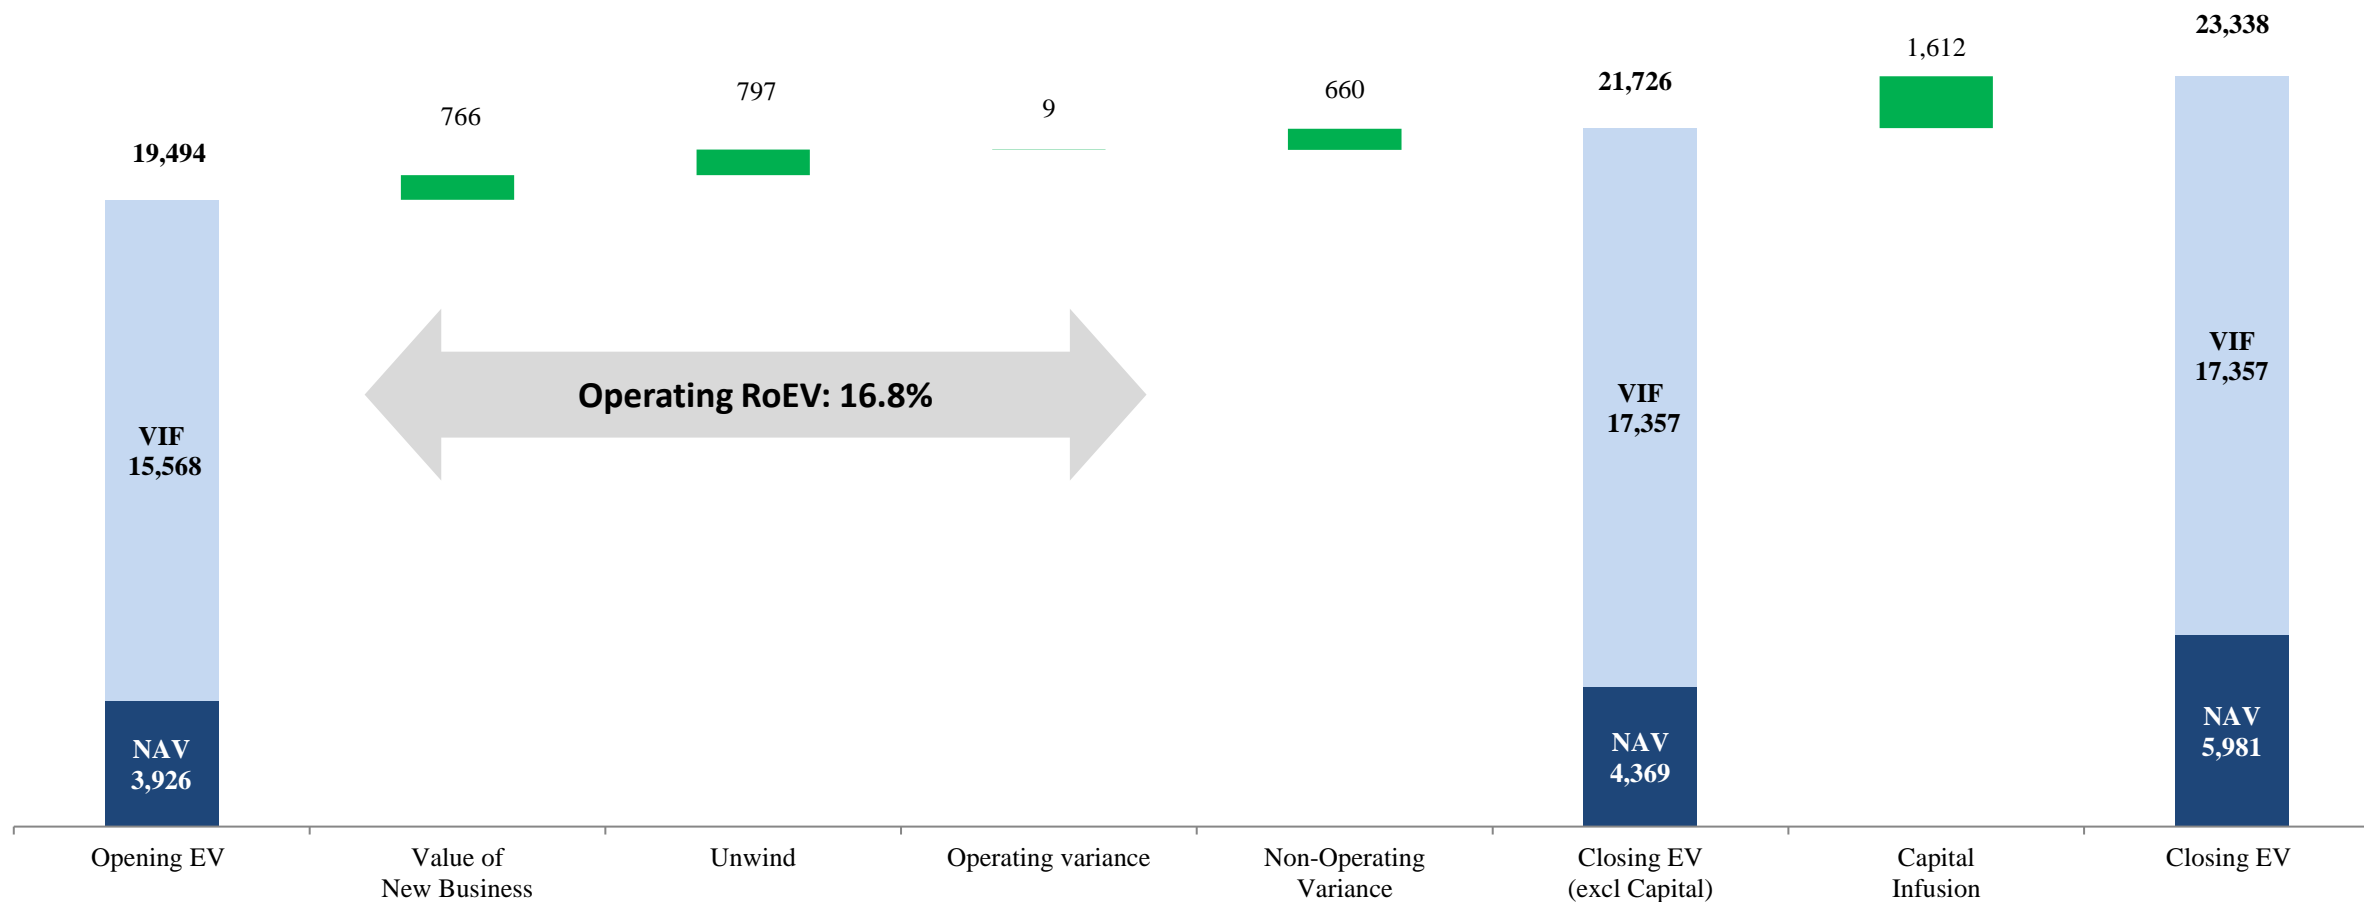 23,338
1,612
21,726
797
660
766
9
19,494
VIF
17,357
VIF
17,357
Operating RoEV: 16.8%
VIF
15,568
NAV
5,981
NAV
4,369
NAV
3,926
Opening EV
Value of
New Business
Unwind
Operating variance
Non-Operating
Variance
Closing EV
(excl Capital)
Capital
Infusion
Closing EV